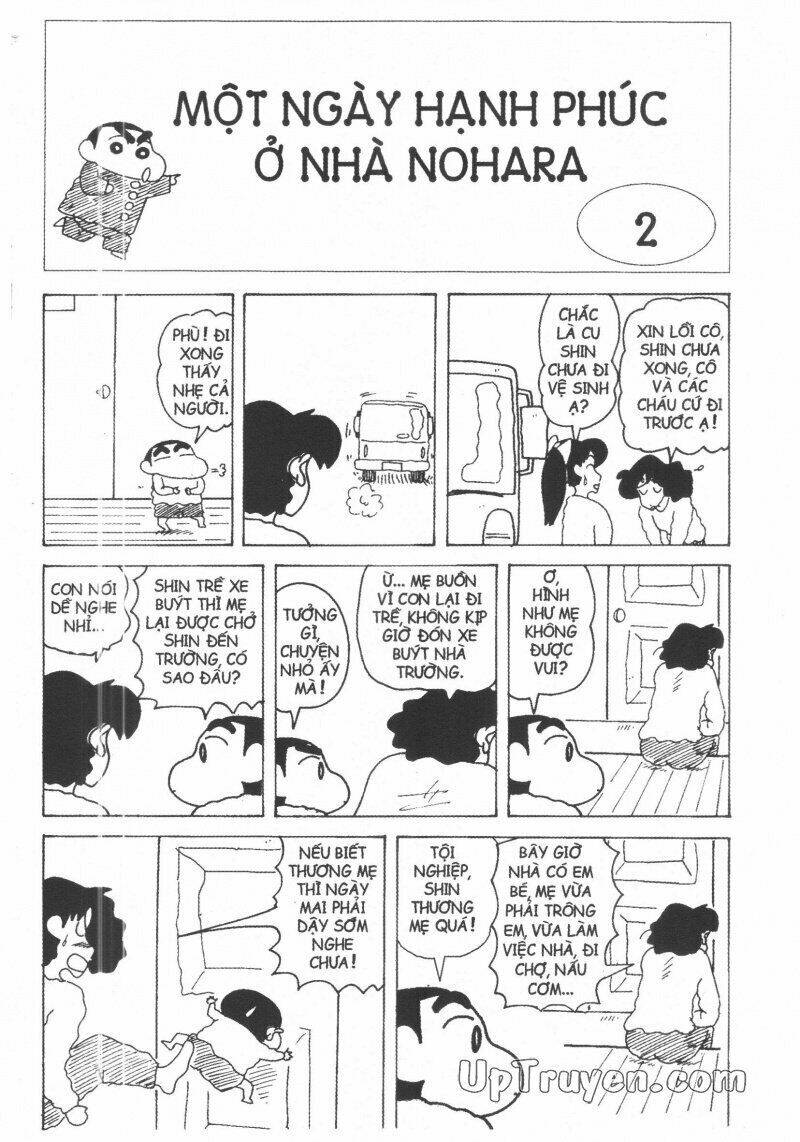 MỘT NGÀY HẠNH PHÚC
Ở NHÀ NOHARA
2
XIN LỖI CÔ,
SHIN CHƯA
XONG, CÔ
VÀ CÁC
CHÁU CỨ ĐI
TRƯỚC Ạ!
CHẮC
LÀ CU
SHIN
CHƯA ĐI
VỆ SINH
Ạ?
PHÙ! ĐI
XONG
THẤY
NHẸ CẢ
NGƯỜI.
Ơ,
HÌNH
NHƯ MẸ
KHÔNG
ĐƯỢC
VUI?
Ừ... MẸ BUỒN
VÌ CON LẠI ĐI
TRỄ, KHÔNG KỊP
GIỜ ĐÓN XE
BUÝT NHÀ
TRƯỜNG.
TƯỞNG
GÌ,
CHUYỆN
NHỎ ẤY
MÀ!
SHIN TRỄ XE
BUÝT THÌ MẸ
LẠI ĐƯỢC CHỞ
SHIN ĐẾN
TRƯỜNG, CÓ
SAO ĐÂU?
CON NÓI
DỄ NGHE
NHỈ...
BÂY GIỜ
NHÀ CÓ EM
BÉ, MẸ VỪA
PHẢI TRÔNG
EM, VỪA LÀM
VIỆC NHÀ, ĐI
CHỢ, NẤU
CƠM...
TỘI
NGHIỆP,
SHIN
THƯƠNG
MẸ QUÁ!
NẾU BIẾT
THƯƠNG MẸ
THÌ NGÀY
MAI PHẢI
DẬY SỚM
NGHE
CHƯA!
UpTruyen.com